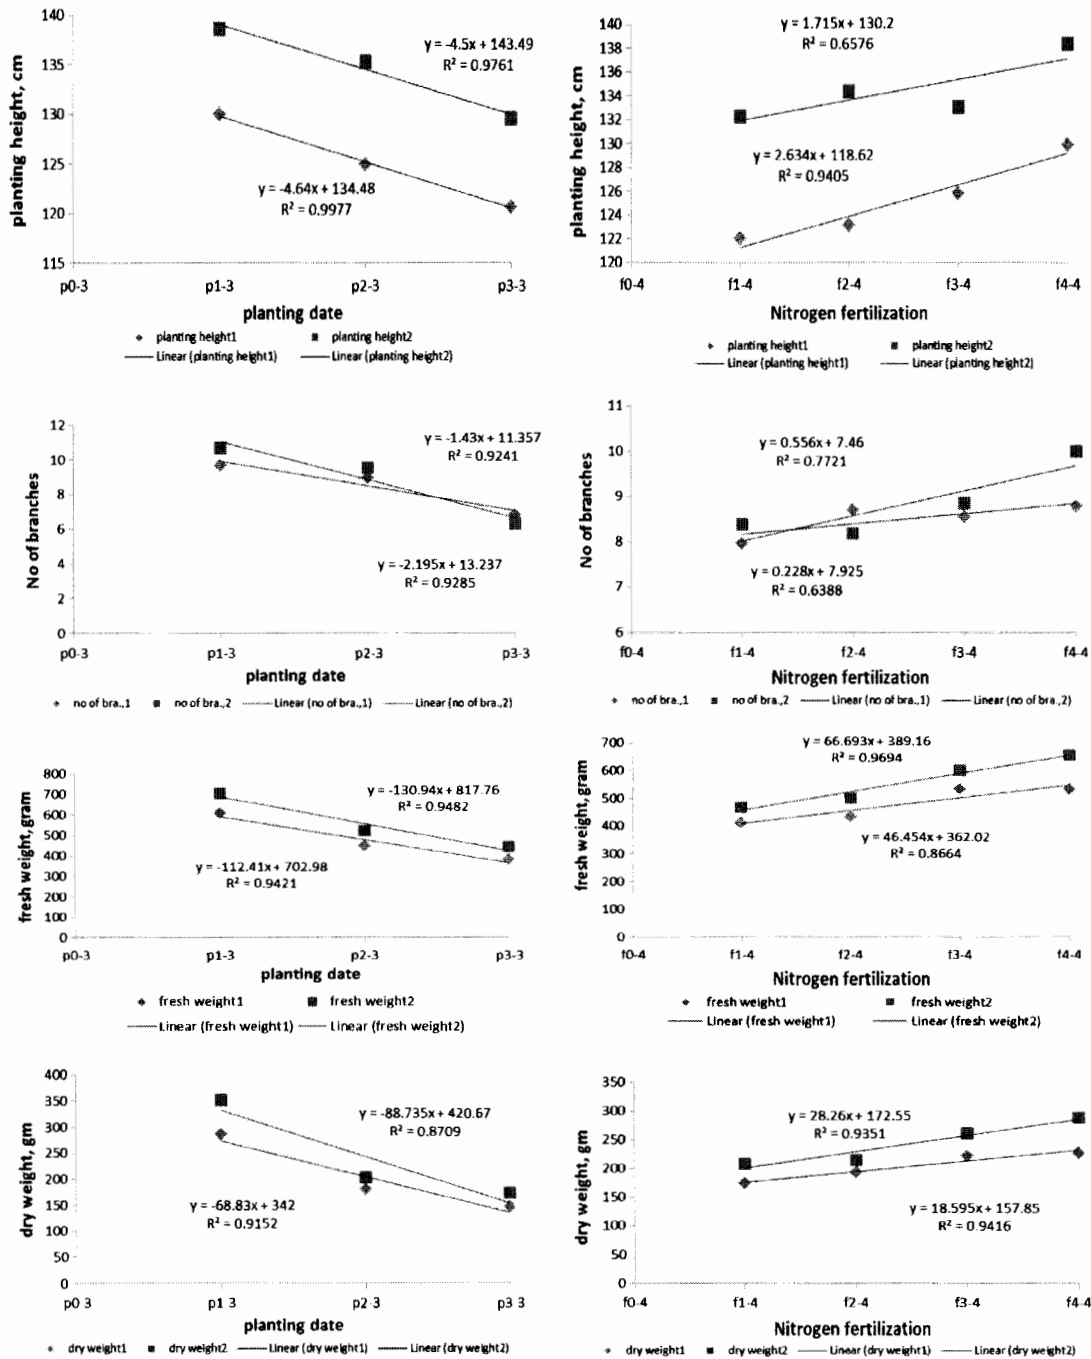 140
135
130
125
120
115
planting height, cm
y = -4.5x + 143.49
R² = 0.9761
y = -4.64x + 134.48
R² = 0.9977
p0-3 p1-3 p2-3 p3-3
planting date
planting height1 planting height2
Linear (planting height1) Linear (planting height2)
140
138
136
134
132
130
128
126
124
122
120
planting height, cm
y = 1.715x + 130.2
R² = 0.6576
y = 2.634x + 118.62
R² = 0.9405
f0-4 f1-4 f2-4 f3-4 f4-4
Nitrogen fertilization
planting height1 planting height2
Linear (planting height1) Linear (planting height2)
12
10
8
6
4
2
0
No of branches
y = -1.43x + 11.357
R² = 0.9241
y = -2.195x + 13.237
R² = 0.9285
p0-3 p1-3 p2-3 p3-3
planting date
no of bra.,1 no of bra.,2 Linear (no of bra.,1) Linear (no of bra.,2)
11
10
9
8
7
6
No of branches
y = 0.556x + 7.46
R² = 0.7721
y = 0.228x + 7.925
R² = 0.6388
f0-4 f1-4 f2-4 f3-4 f4-4
Nitrogen fertilization
no of bra.,1 no of bra.,2 Linear (no of bra.,1) Linear (no of bra.,2)
800
700
600
500
400
300
200
100
0
fresh weight, gram
y = -130.94x + 817.76
R² = 0.9482
y = -112.41x + 702.98
R² = 0.9421
p0-3 p1-3 p2-3 p3-3
planting date
fresh weight1 fresh weight2
Linear (fresh weight1) Linear (fresh weight2)
700
600
500
400
300
200
100
0
fresh weight, gram
y = 66.693x + 389.16
R² = 0.9694
y = 46.454x + 362.02
R² = 0.8664
f0-4 f1-4 f2-4 f3-4 f4-4
Nitrogen fertilization
fresh weight1 fresh weight2
Linear (fresh weight1) Linear (fresh weight2)
400
350
300
250
200
150
100
50
0
dry weight, gm
y = -88.735x + 420.67
R² = 0.8709
y = -68.83x + 342
R² = 0.9152
p0-3 p1-3 p2-3 p3-3
planting date
dry weight1 dry weight2 Linear (dry weight1) Linear (dry weight2)
350
300
250
200
150
100
50
0
dry weight, gm
y = 28.26x + 172.55
R² = 0.9351
y = 18.595x + 157.85
R² = 0.9416
f0-4 f1-4 f2-4 f3-4 f4-4
Nitrogen fertilization
dry weight1 dry weight2 Linear (dry weight1) Linear (dry weight2)